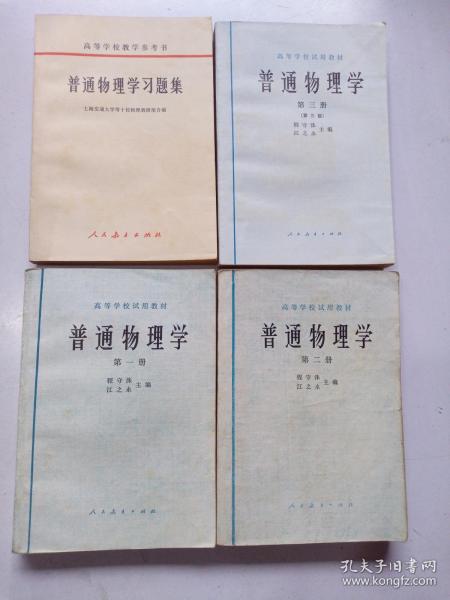 高等学校教学参考书
普通物理学习题集
上海交通大学等十校物理教研组合编
人民教育出版社
高等学校试用教材
普通物理学
第三册
(第三版)
程守洙
江之永 主编
人民教育出版社
高等学校试用教材
普通物理学
第一册
程守洙
江之永 主编
人民教育出版社
高等学校试用教材
普通物理学
第二册
程守洙
江之永 主编
人民教育出版社
孔夫子旧书网
www.kongfz.com